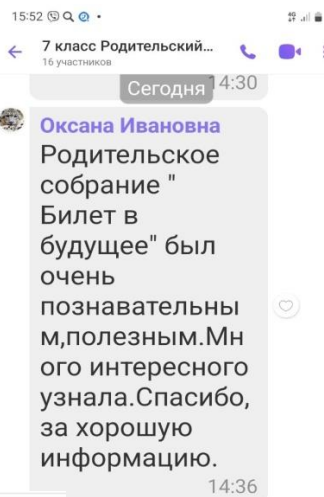 15:52
7 класс Родительский...
16 участников
14:30
Сегодня
Оксана Ивановна
Родительское
собрание "
Билет в
будущее" был
очень
познавательны
м,полезным.Мн
ого интересного
узнала.Спасибо,
за хорошую
информацию.
14:36